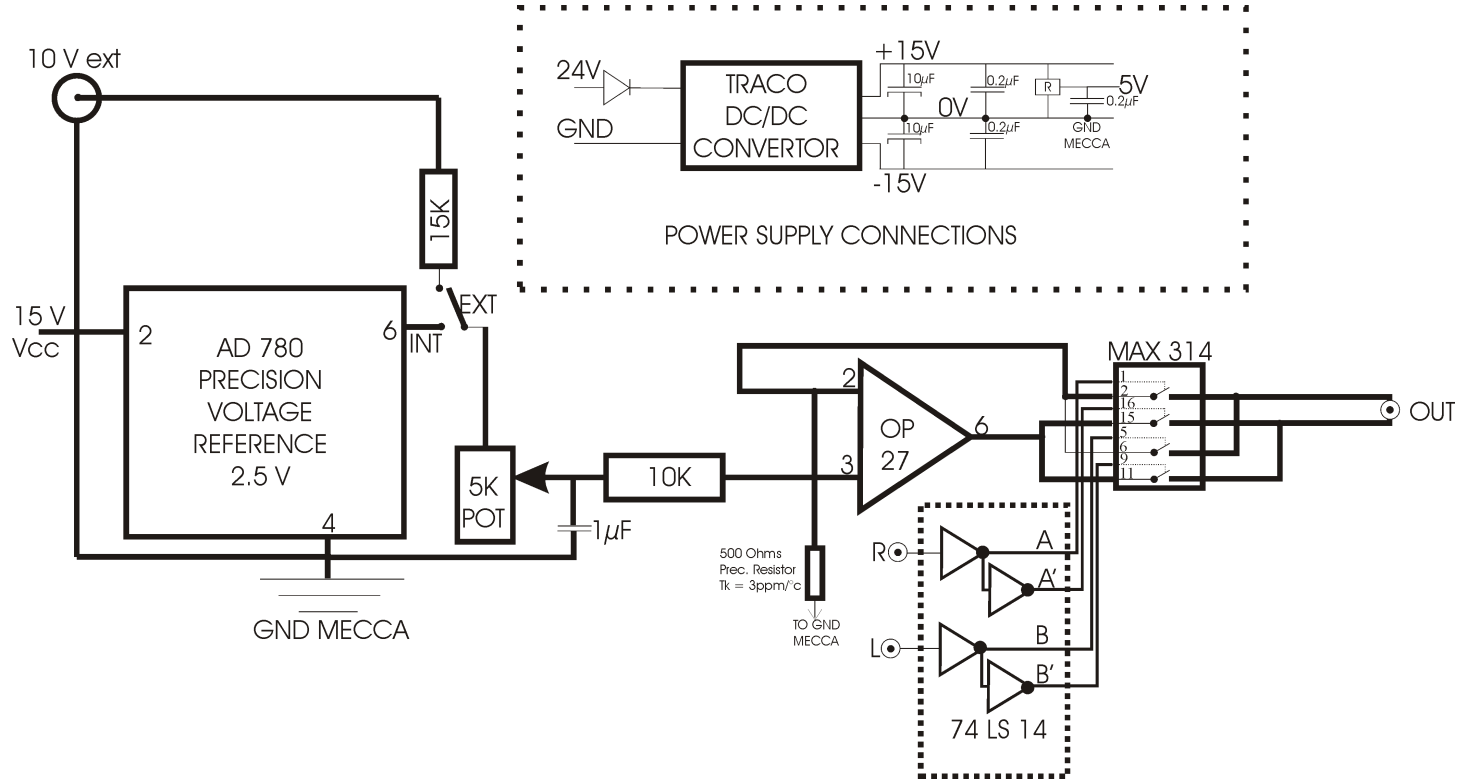 10 V ext
24V
GND
TRACO
DC/DC
CONVERTOR
+15V
0V
-15V
10µF
0.2µF
R
5V
0.2µF
10µF
0.2µF
GND
MECCA
POWER SUPPLY CONNECTIONS
15K
EXT
INT
15 V
Vcc
2
6
4
AD 780
PRECISION
VOLTAGE
REFERENCE
2.5 V
GND MECCA
5K
POT
1µF
10K
2
3
6
OP
27
500 Ohms
Prec. Resistor
Tk = 3ppm/°c
TO GND
MECCA
MAX 314
1
2
16
15
5
6
9
11
OUT
R
A
A'
L
B
B'
74 LS 14